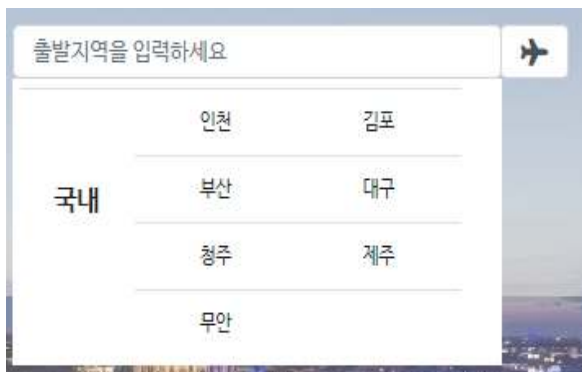 출발지역을 입력하세요
인천 김포
국내
부산 대구
청주 제주
무안